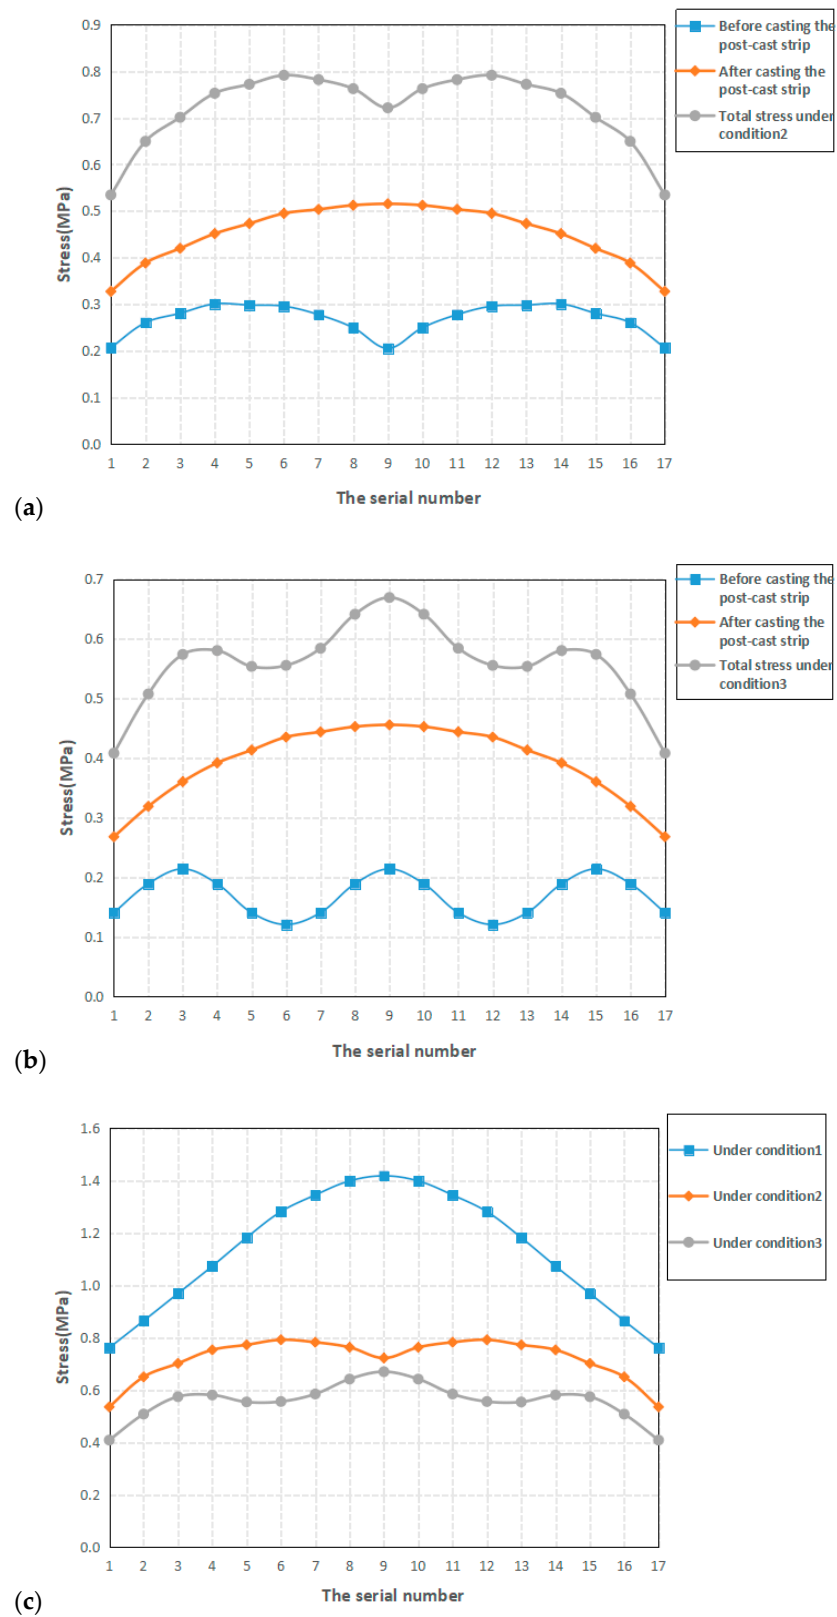 0.9
0.8
0.7
0.6
0.5
0.4
0.3
0.2
0.1
0.0
Stress(MPa)
1 2 3 4 5 6 7 8 9 10 11 12 13 14 15 16 17
The serial number
Before casting the
post-cast strip
After casting the
post-cast strip
Total stress under
condition2
(a)
0.7
0.6
0.5
0.4
0.3
0.2
0.1
0.0
Stress(MPa)
1 2 3 4 5 6 7 8 9 10 11 12 13 14 15 16 17
The serial number
Before casting the
post-cast strip
After casting the
post-cast strip
Total stress under
condition3
(b)
1.6
1.4
1.2
1.0
0.8
0.6
0.4
0.2
0.0
Stress(MPa)
1 2 3 4 5 6 7 8 9 10 11 12 13 14 15 16 17
The serial number
Under condition1
Under condition2
Under condition3
(c)